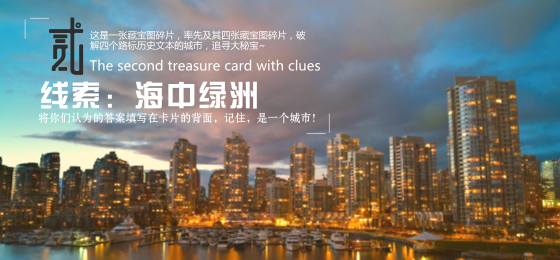 贰
这是一张藏宝图碎片，率先及其四张藏宝图碎片，破
解四个路标历史文本的城市，追寻大秘宝~
The second treasure card with clues
线索：海中绿洲
将你们认为的答案填写在卡片的背面，记住，是一个城市！